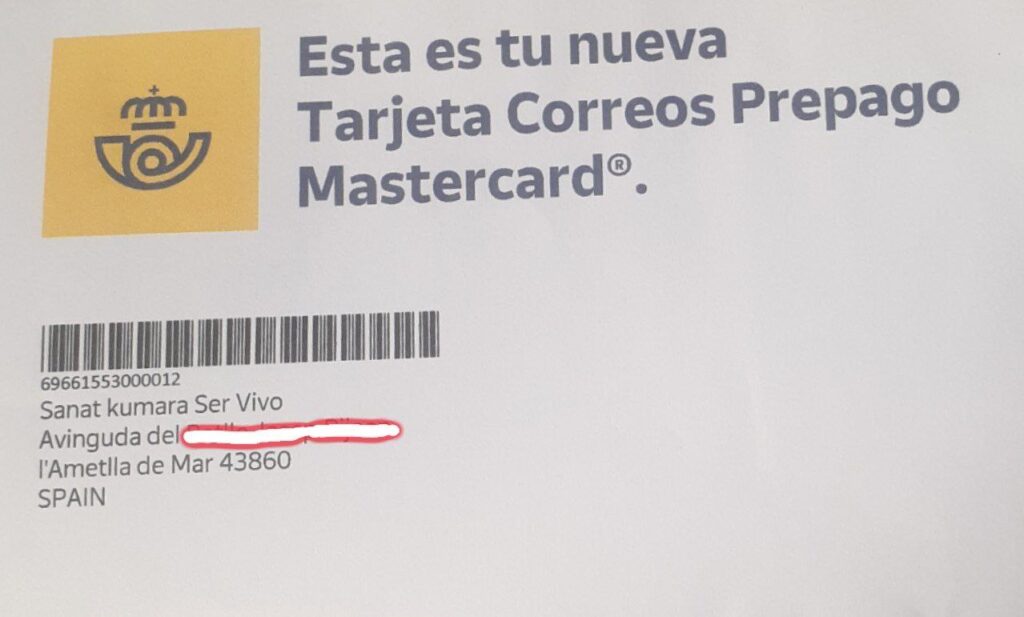 Esta es tu nueva
Tarjeta Correos Prepago
Mastercard®.
69661553000012
Sanat kumara Ser Vivo
Avinguda del
l'Ametlla de Mar 43860
SPAIN